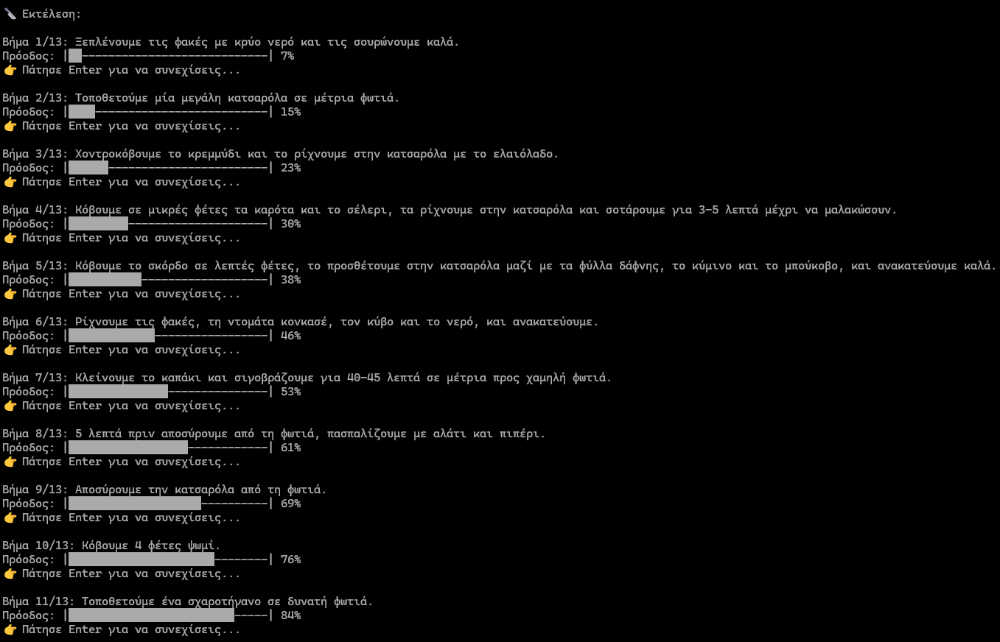 🔪 Εκτέλεση:
Βήμα 1/13: Ξεπλένουμε τις φακές με κρύο νερό και τις σουρώνουμε καλά.
Πρόοδος: |██----------------------------| 7%
👉 Πάτησε Enter για να συνεχίσεις...
Βήμα 2/13: Τοποθετούμε μία μεγάλη κατσαρόλα σε μέτρια φωτιά.
Πρόοδος: |████--------------------------| 15%
👉 Πάτησε Enter για να συνεχίσεις...
Βήμα 3/13: Χοντροκόβουμε το κρεμμύδι και το ρίχνουμε στην κατσαρόλα με το ελαιόλαδο.
Πρόοδος: |██████------------------------| 23%
👉 Πάτησε Enter για να συνεχίσεις...
Βήμα 4/13: Κόβουμε σε μικρές φέτες τα καρότα και το σέλερι, τα ρίχνουμε στην κατσαρόλα και σοτάρουμε για 3-5 λεπτά μέχρι να μαλακώσουν.
Πρόοδος: |█████████---------------------| 30%
👉 Πάτησε Enter για να συνεχίσεις...
Βήμα 5/13: Κόβουμε το σκόρδο σε λεπτές φέτες, το προσθέτουμε στην κατσαρόλα μαζί με τα φύλλα δάφνης, το κύμινο και το μπούκοβο, και ανακατεύουμε καλά.
Πρόοδος: |███████████-------------------| 38%
👉 Πάτησε Enter για να συνεχίσεις...
Βήμα 6/13: Ρίχνουμε τις φακές, τη ντομάτα κονκασέ, τον κύβο και το νερό, και ανακατεύουμε.
Πρόοδος: |█████████████-----------------| 46%
👉 Πάτησε Enter για να συνεχίσεις...
Βήμα 7/13: Κλείνουμε το καπάκι και σιγοβράζουμε για 40-45 λεπτά σε μέτρια προς χαμηλή φωτιά.
Πρόοδος: |███████████████---------------| 53%
👉 Πάτησε Enter για να συνεχίσεις...
Βήμα 8/13: 5 λεπτά πριν αποσύρουμε από τη φωτιά, πασπαλίζουμε με αλάτι και πιπέρι.
Πρόοδος: |██████████████████------------| 61%
👉 Πάτησε Enter για να συνεχίσεις...
Βήμα 9/13: Αποσύρουμε την κατσαρόλα από τη φωτιά.
Πρόοδος: |████████████████████----------| 69%
👉 Πάτησε Enter για να συνεχίσεις...
Βήμα 10/13: Κόβουμε 4 φέτες ψωμί.
Πρόοδος: |██████████████████████--------| 76%
👉 Πάτησε Enter για να συνεχίσεις...
Βήμα 11/13: Τοποθετούμε ένα σχαροτήγανο σε δυνατή φωτιά.
Πρόοδος: |█████████████████████████-----| 84%
👉 Πάτησε Enter για να συνεχίσεις...